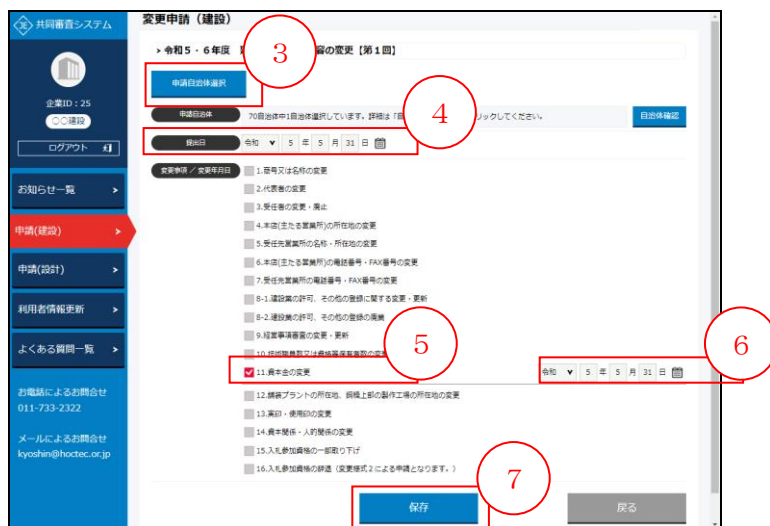 共同審査システム
企業ID：25
〇〇建設
ログアウト
お知らせ一覧 >
申請(建設) >
申請(設計) >
利用者情報更新 >
よくある質問一覧 >
お電話によるお問合せ
011-733-2322
メールによるお問合せ
kyoshin@hoctec.or.jp
変更申請（建設）
> 令和５・６年度 容の変更【第１回】
③
申請自治体選択
申請自治体 70自治体中1自治体選択しています。詳細は「自 リックしてください。 自治体確認
④
提出日 令和 ▼ 5 年 5 月 31 日
変更事項 ／ 変更年月日
1.商号又は名称の変更
2.代表者の変更
3.受任者の変更・廃止
4.本店(主たる営業所)の所在地の変更
5.受任先営業所の名称・所在地の変更
6.本店(主たる営業所)の電話番号・FAX番号の変更
7.受任先営業所の電話番号・FAX番号の変更
8-1.建設業の許可、その他の登録に関する変更・更新
8-2.建設業の許可、その他の登録の廃業
9.経営事項審査の変更・更新
10.技術職員数又は資格等保有者数の変更
⑤
11.資本金の変更 令和 ▼ 5 年 5 月 31 日
⑥
12.舗装プラントの所在地、鋼橋上部の製作工場の所在地の変更
13.実印・使用印の変更
14.資本関係・人的関係の変更
15.入札参加資格の一部取り下げ
16.入札参加資格の辞退（変更様式２による申請となります。）
⑦
保存
戻る